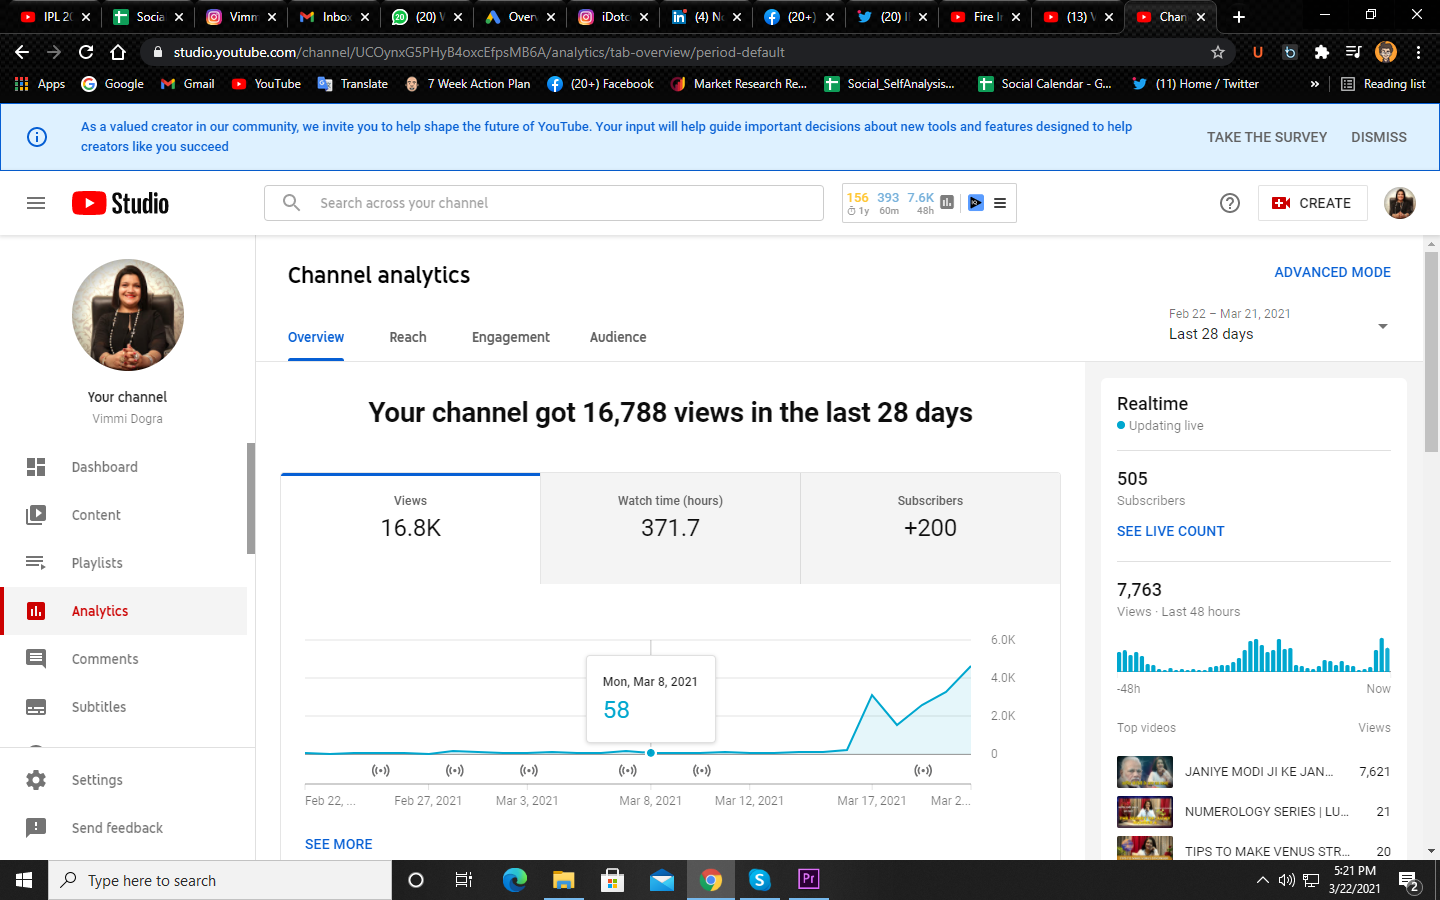 IPL 20
Social
Vimm
Inbox
(20) W
Overv
iDotc
(4) No
(20+)
(20) I
Fire In
(13) V
Chan
studio.youtube.com/channel/UCOynxG5PHyB4oxcEfpsMB6A/analytics/tab-overview/period-default
Apps
Google
Gmail
YouTube
Translate
7 Week Action Plan
(20+) Facebook
Market Research Re...
Social_SelfAnalysis...
Social Calendar - G...
(11) Home / Twitter
»
Reading list
As a valued creator in our community, we invite you to help shape the future of YouTube. Your input will help guide important decisions about new tools and features designed to help
creators like you succeed
TAKE THE SURVEY
DISMISS
Studio
Search across your channel
156 393 7.6K
1y 60m 48h
CREATE
Your channel
Vimmi Dogra
Dashboard
Content
Playlists
Analytics
Comments
Subtitles
Settings
Send feedback
Channel analytics
ADVANCED MODE
Overview
Reach
Engagement
Audience
Feb 22 – Mar 21, 2021
Last 28 days
Your channel got 16,788 views in the last 28 days
Views
16.8K
Watch time (hours)
371.7
Subscribers
+200
6.0K
4.0K
2.0K
0
Mon, Mar 8, 2021
58
Feb 22, ...
Feb 27, 2021
Mar 3, 2021
Mar 8, 2021
Mar 12, 2021
Mar 17, 2021
Mar 2...
SEE MORE
Realtime
Updating live
505
Subscribers
SEE LIVE COUNT
7,763
Views · Last 48 hours
-48h
Now
Top videos
Views
JANIYE MODI JI KE JAN...
7,621
NUMEROLOGY SERIES | LU...
21
TIPS TO MAKE VENUS STR...
20
Type here to search
Pr
5:21 PM
3/22/2021
2